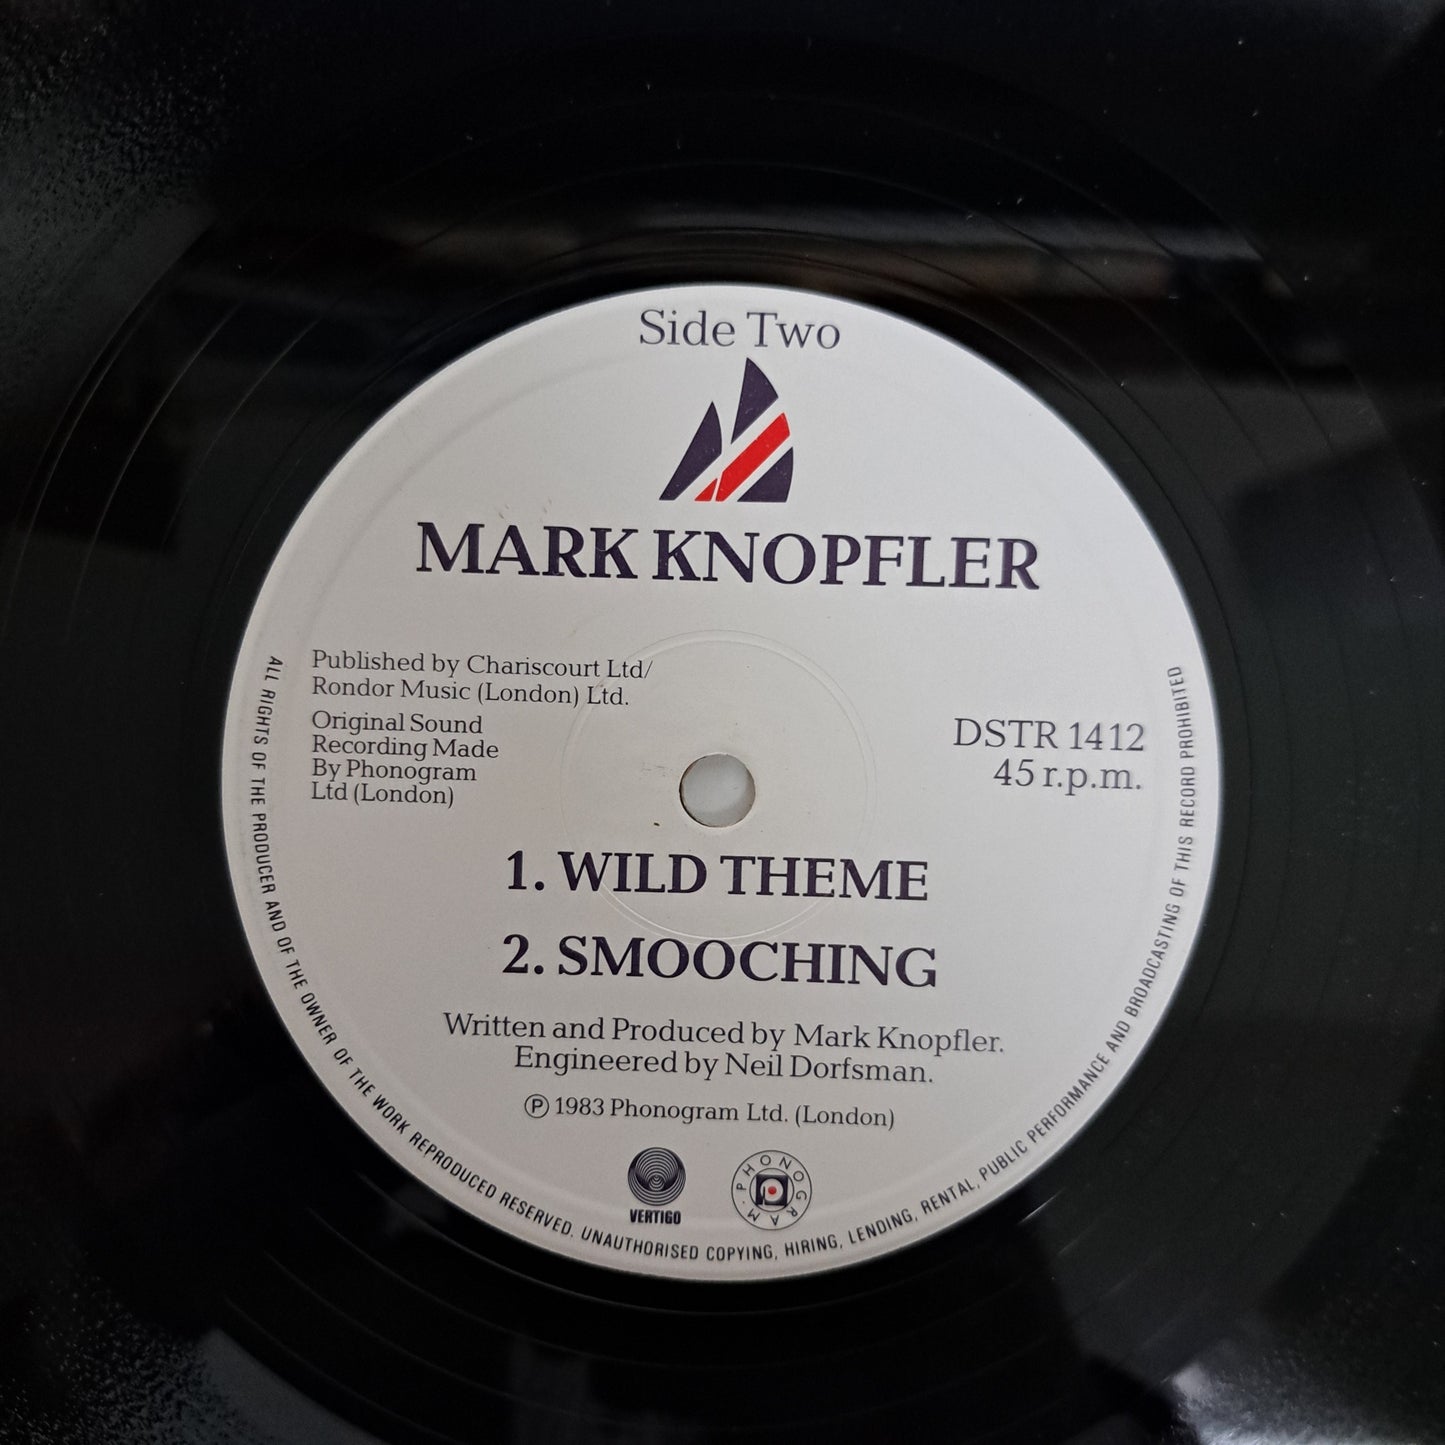 Side Two
MARK KNOPFLER
Published by Chariscourt Ltd/
Rondor Music (London) Ltd.
Original Sound
Recording Made
By Phonogram
Ltd (London)
DSTR 1412
45 r.p.m.
1. WILD THEME
2. SMOOCHING
Written and Produced by Mark Knopfler.
Engineered by Neil Dorfsman.
℗ 1983 Phonogram Ltd. (London)
VERTIGO
PHONOGRAM
ALL RIGHTS OF THE PRODUCER AND OF THE OWNER OF THE WORK REPRODUCED RESERVED. UNAUTHORISED COPYING, HIRING, LENDING, RENTAL, PUBLIC PERFORMANCE AND BROADCASTING OF THIS RECORD PROHIBITED